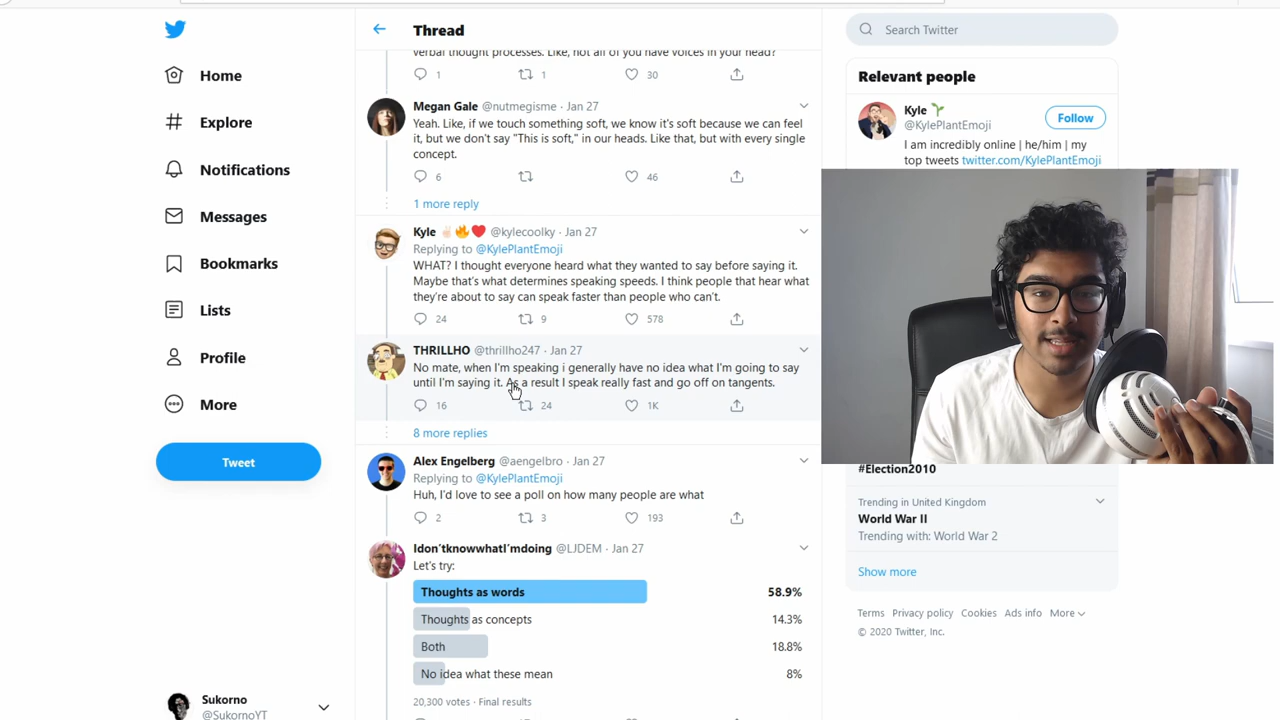 Home
Explore
Notifications
Messages
Bookmarks
Lists
Profile
More
Tweet
Sukorno
@SukornoYT
Thread
verbal thought processes. Like, not all of you have voices in your head?
1 1 30
Megan Gale @nutmegisme · Jan 27
Yeah. Like, if we touch something soft, we know it's soft because we can feel
it, but we don't say "This is soft," in our heads. Like that, but with every single
concept.
6 46
1 more reply
Kyle @kylecoolky · Jan 27
Replying to @KylePlantEmoji
WHAT? I thought everyone heard what they wanted to say before saying it.
Maybe that's what determines speaking speeds. I think people that hear what
they're about to say can speak faster than people who can't.
24 9 578
THRILLHO @thrillho247 · Jan 27
No mate, when I'm speaking i generally have no idea what I'm going to say
until I'm saying it. As a result I speak really fast and go off on tangents.
16 24 1K
8 more replies
Alex Engelberg @aengelbro · Jan 27
Replying to @KylePlantEmoji
Huh, I'd love to see a poll on how many people are what
2 3 193
Idon'tknowwhatI'mdoing @LJDEM · Jan 27
Let's try:
Thoughts as words 58.9%
Thoughts as concepts 14.3%
Both 18.8%
No idea what these mean 8%
20,300 votes · Final results
Search Twitter
Relevant people
Kyle
@KylePlantEmoji
Follow
I am incredibly online | he/him | my
top tweets twitter.com/KylePlantEmoji
#Election2010
Trending in United Kingdom
World War II
Trending with: World War 2
Show more
Terms Privacy policy Cookies Ads info More
© 2020 Twitter, Inc.